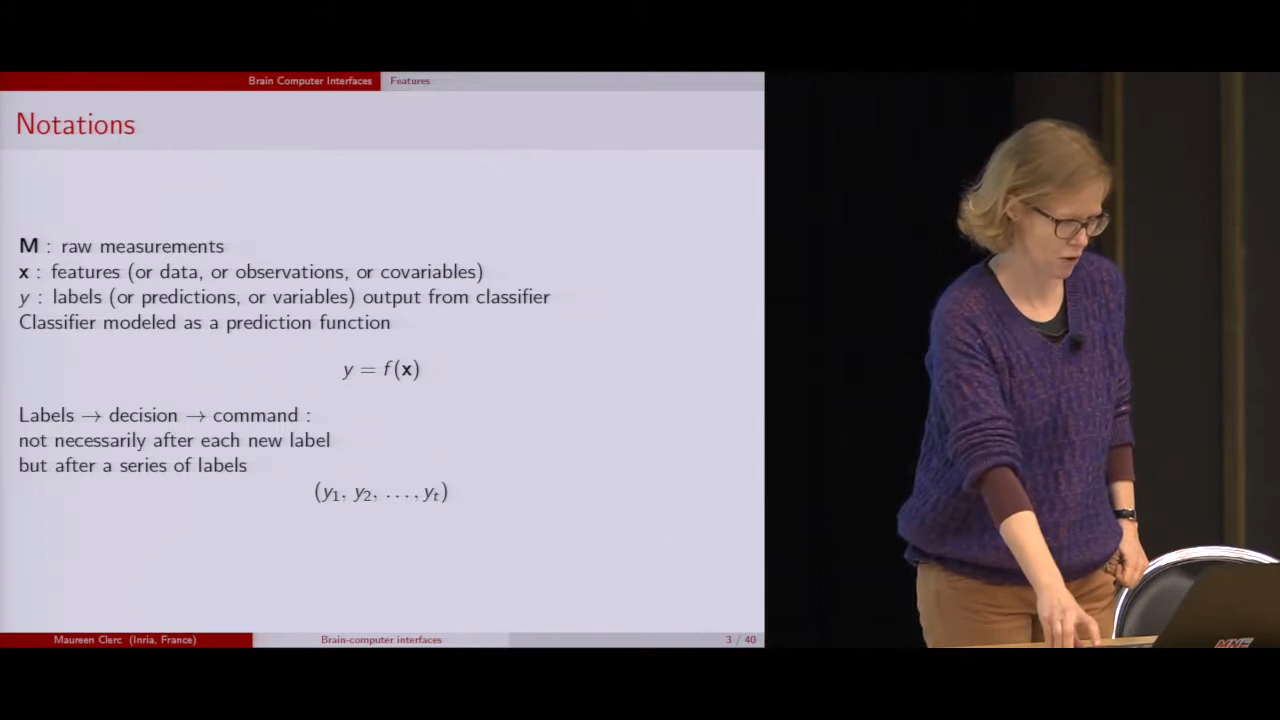 Brain Computer Interfaces Features
Notations
M : raw measurements
x : features (or data, or observations, or covariables)
y : labels (or predictions, or variables) output from classifier
Classifier modeled as a prediction function
y = f(x)
Labels → decision → command :
not necessarily after each new label
but after a series of labels
(y₁, y₂, …, yₜ)
Maureen Clerc (Inria, France) Brain-computer interfaces 3 / 40
MNE